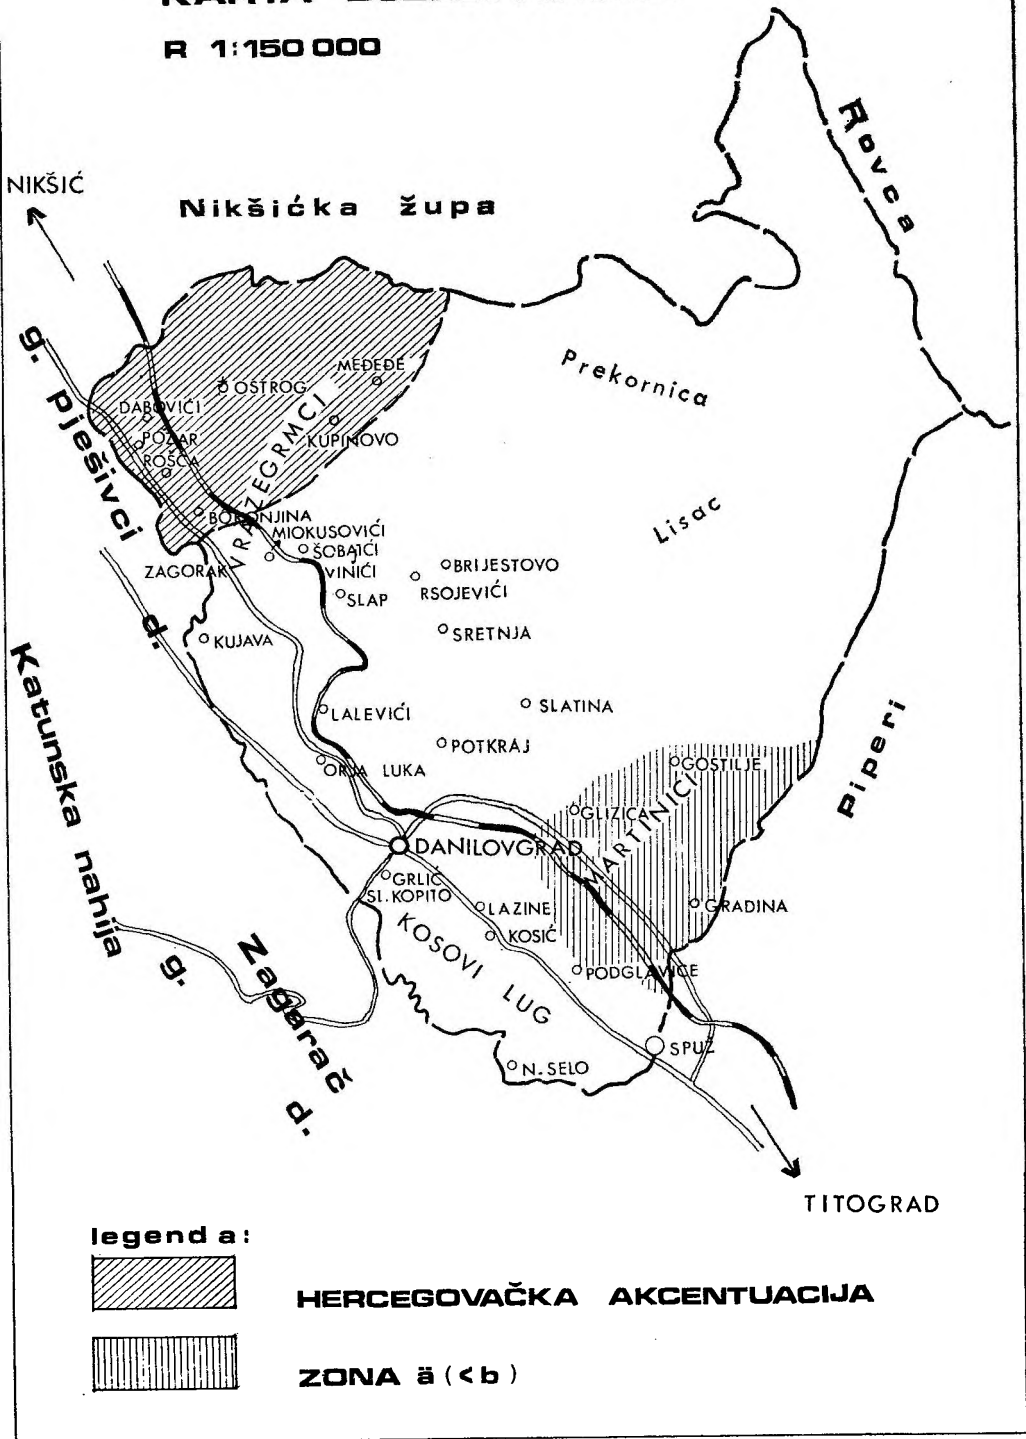 R 1:150 000
NIKŠIĆ
Nikšićka župa
Rovca
g. pješivci d.
MEĐEĐE
OSTROG
DABOVIĆI
KUPINOVO
POŽAR
ROŠCA
VRAŽEGRMCI
Prekornica
Lisac
BORONJINA
MIOKUSOVIĆI
ŠOBAJIĆI
VINIĆI
ZAGORAK
BRIJESTOVO
RSOJEVIĆI
SLAP
KUJAVA
SRETNJA
Katunska nahija
SLATINA
LALEVIĆI
POTKRAJ
Piperi
ORJA LUKA
GOSTILJE
GLIZICA
MARTINIĆI
DANILOVGRAD
GRLIĆ
SL.KOPITO
LAZINE
GRADINA
KOSIĆ
KOSOVI LUG
PODGLAVICE
g. Zagarač d.
SPUŽ
N. SELO
TITOGRAD
legenda:
HERCEGOVAČKA AKCENTUACIJA
ZONA ä (<ь)